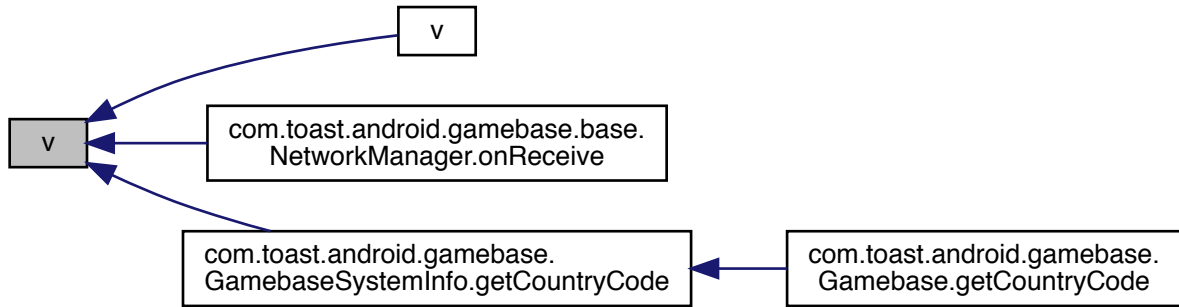 v
v
com.toast.android.gamebase.base.
NetworkManager.onReceive
com.toast.android.gamebase.
GamebaseSystemInfo.getCountryCode
com.toast.android.gamebase.
Gamebase.getCountryCode